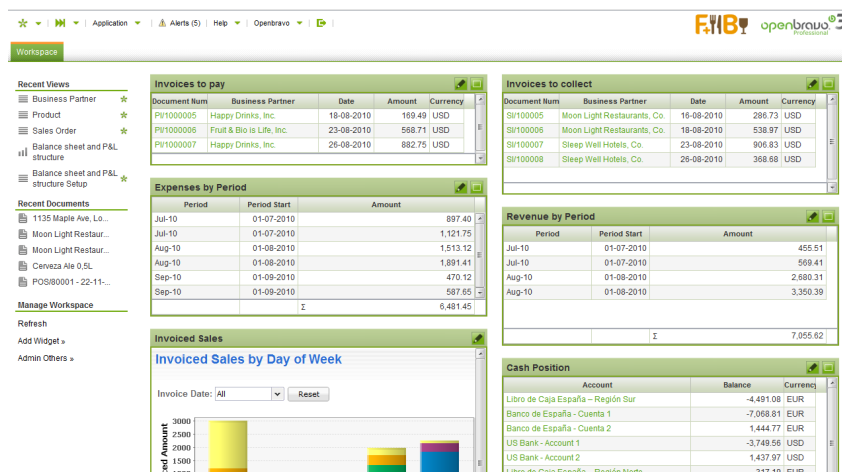 Application
Alerts (5)
Help
Openbravo
F&BY openbravo 3
Professional
Workspace
Recent Views
Business Partner
Product
Sales Order
Balance sheet and P&L
structure
Balance sheet and P&L
structure Setup
Recent Documents
1135 Maple Ave, Lo...
Moon Light Restaur...
Moon Light Restaur...
Cerveza Ale 0,5L
POS/80001 - 22-11-...
Manage Workspace
Refresh
Add Widget »
Admin Others »
Invoices to pay
Document Num Business Partner Date Amount Currency
PI/1000005 Happy Drinks, Inc. 18-08-2010 169.49 USD
PI/1000006 Fruit & Bio is Life, Inc. 23-08-2010 568.71 USD
PI/1000007 Happy Drinks, Inc. 26-08-2010 882.75 USD
Expenses by Period
Period Period Start Amount
Jul-10 01-07-2010 897.40
Jul-10 01-07-2010 1,121.75
Aug-10 01-08-2010 1,513.12
Aug-10 01-08-2010 1,891.41
Sep-10 01-09-2010 470.12
Sep-10 01-09-2010 587.65
Σ 6,481.45
Invoiced Sales
Invoiced Sales by Day of Week
Invoice Date: All Reset
3000
2500
2000
1500
Amount
Invoices to collect
Document Num Business Partner Date Amount Currency
SI/100005 Moon Light Restaurants, Co. 16-08-2010 286.73 USD
SI/100006 Moon Light Restaurants, Co. 18-08-2010 538.97 USD
SI/100007 Sleep Well Hotels, Co. 23-08-2010 906.83 USD
SI/100008 Sleep Well Hotels, Co. 26-08-2010 368.68 USD
Revenue by Period
Period Period Start Amount
Jul-10 01-07-2010 455.51
Jul-10 01-07-2010 569.41
Aug-10 01-08-2010 2,680.31
Aug-10 01-08-2010 3,350.39
Σ 7,055.62
Cash Position
Account Balance Currency
Libro de Caja España – Región Sur -4,491.08 EUR
Banco de España - Cuenta 1 -7,068.81 EUR
Banco de España - Cuenta 2 1,444.77 EUR
US Bank - Account 1 -3,749.56 USD
US Bank - Account 2 1,437.97 USD
Libro de Caja España – Región Norte -317.18 EUR